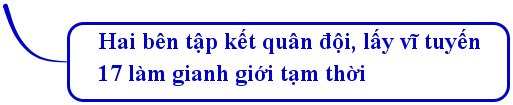 Hai bên tập kết quân đội, lấy vĩ tuyến
17 làm gianh giới tạm thời